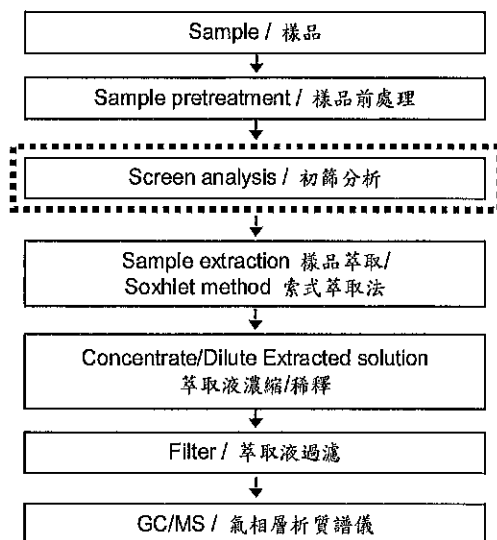 Sample / 樣品
Sample pretreatment / 樣品前處理
Screen analysis / 初篩分析
Sample extraction 樣品萃取/
Soxhlet method 索式萃取法
Concentrate/Dilute Extracted solution
萃取液濃縮/稀釋
Filter / 萃取液過濾
GC/MS / 氣相層析質譜儀